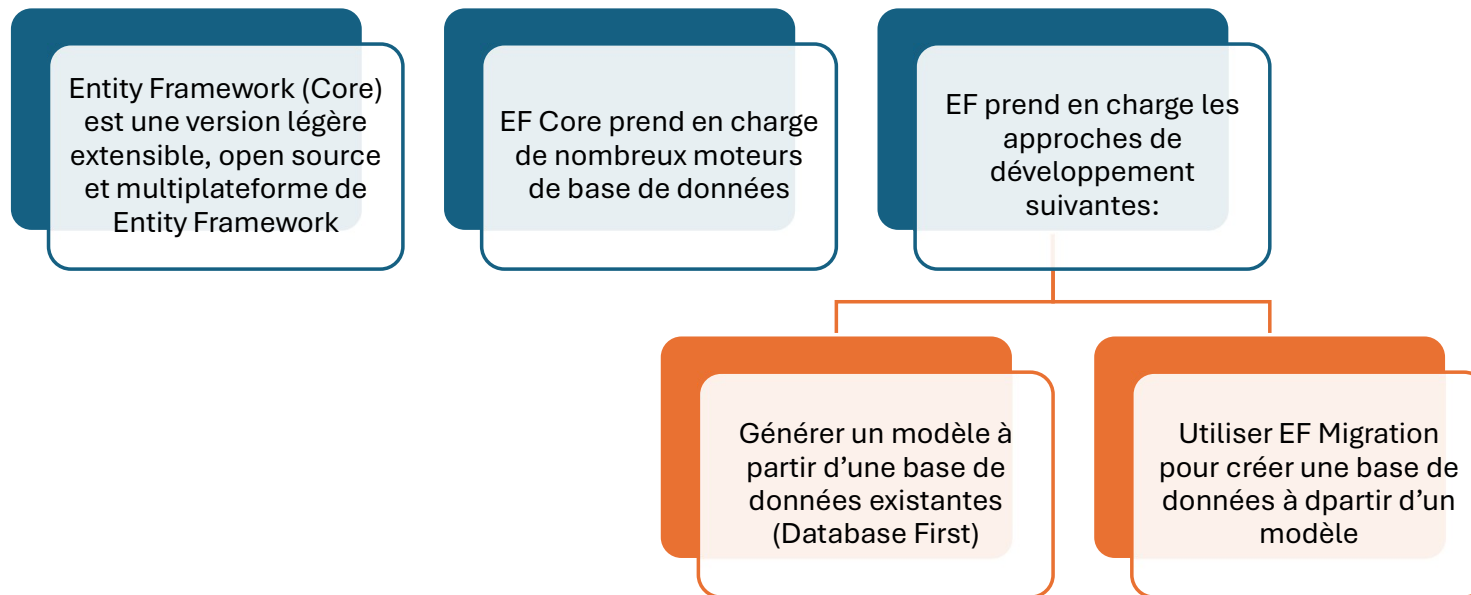 Entity Framework (Core)
est une version légère
extensible, open source
et multiplateforme de
Entity Framework
EF Core prend en charge
de nombreux moteurs
de base de données
EF prend en charge les
approches de
développement
suivantes:
Générer un modèle à
partir d’une base de
données existantes
(Database First)
Utiliser EF Migration
pour créer une base de
données à dpartir d’un
modèle